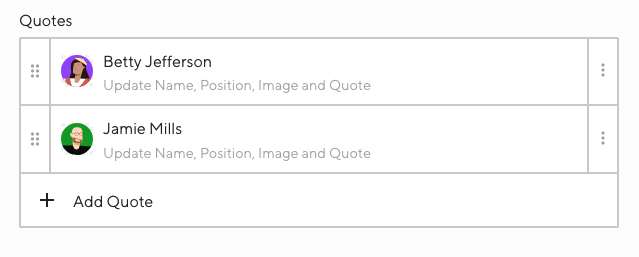 Quotes
Betty Jefferson
Update Name, Position, Image and Quote
Jamie Mills
Update Name, Position, Image and Quote
Add Quote